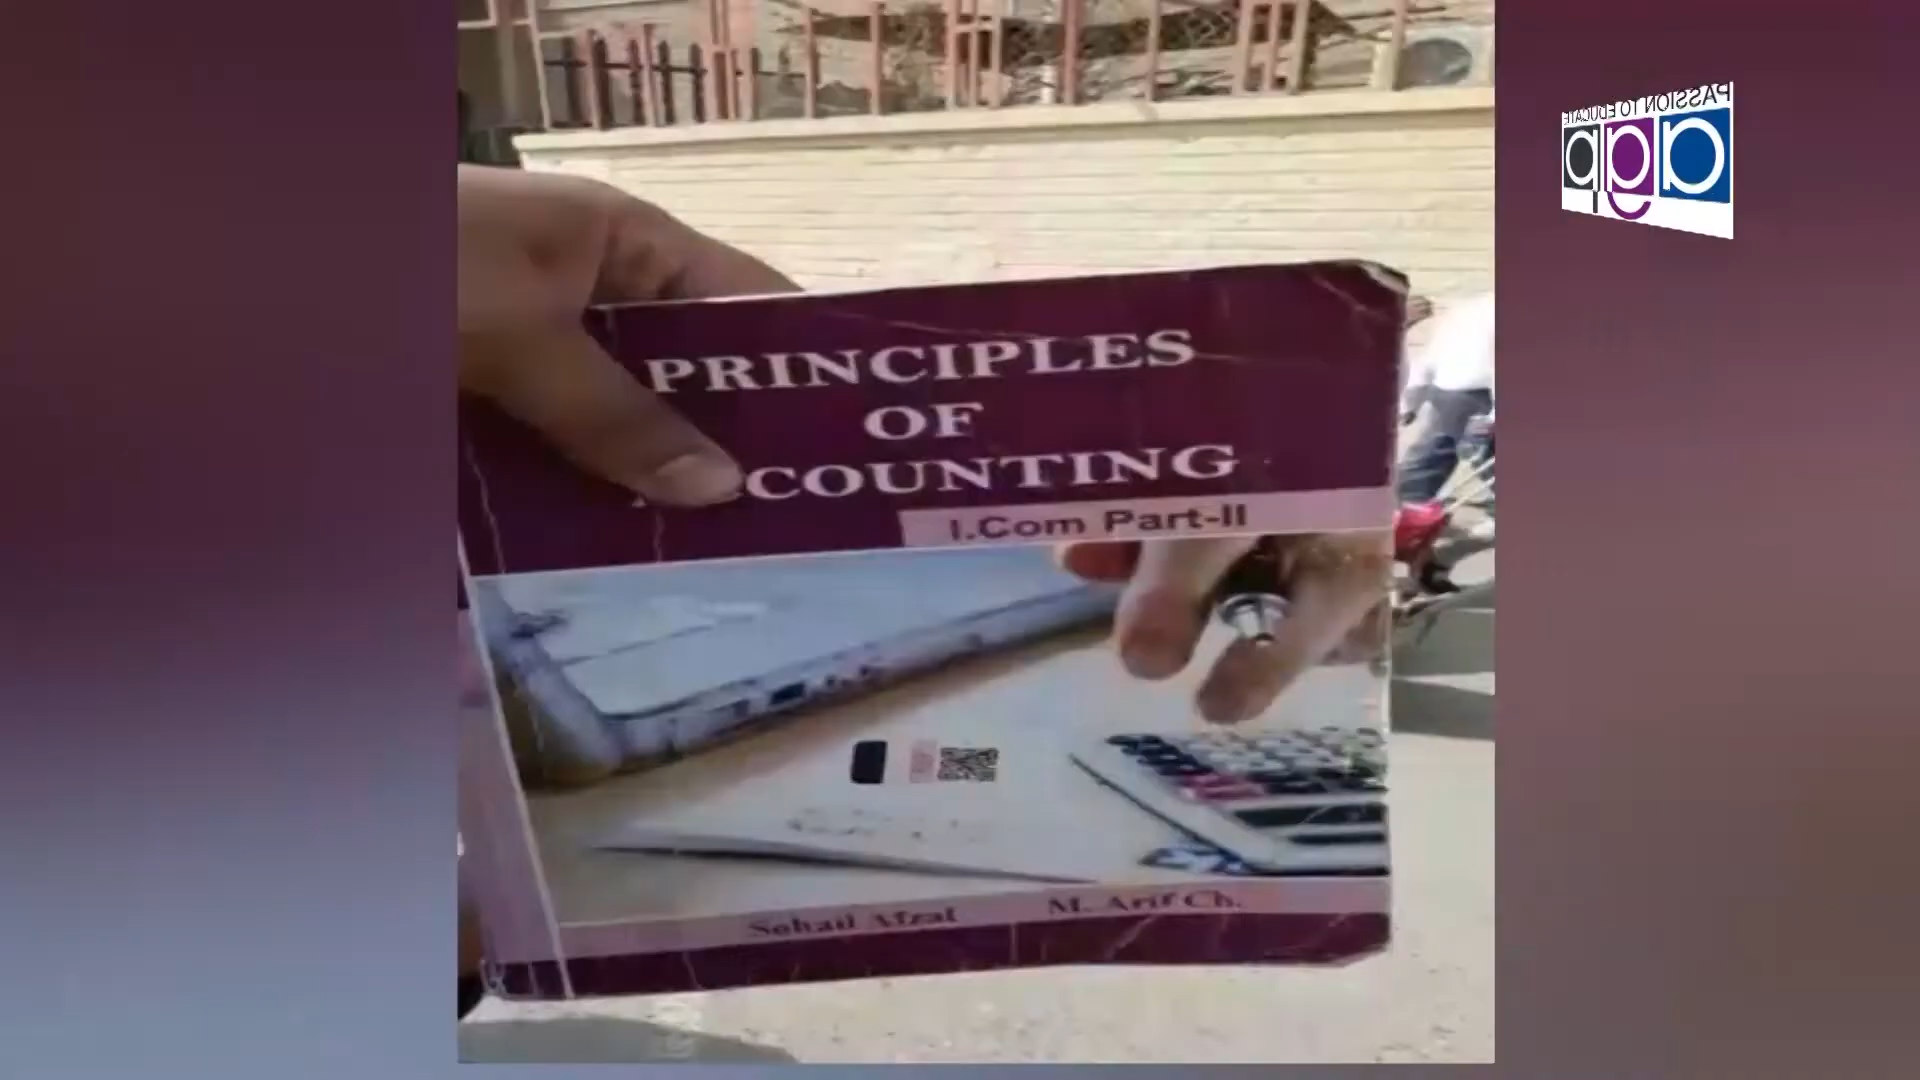 PASSION TO EDUCATE
PRINCIPLES
OF
COUNTING
I.Com Part-II
Sohail Afzal M. Arif Ch.